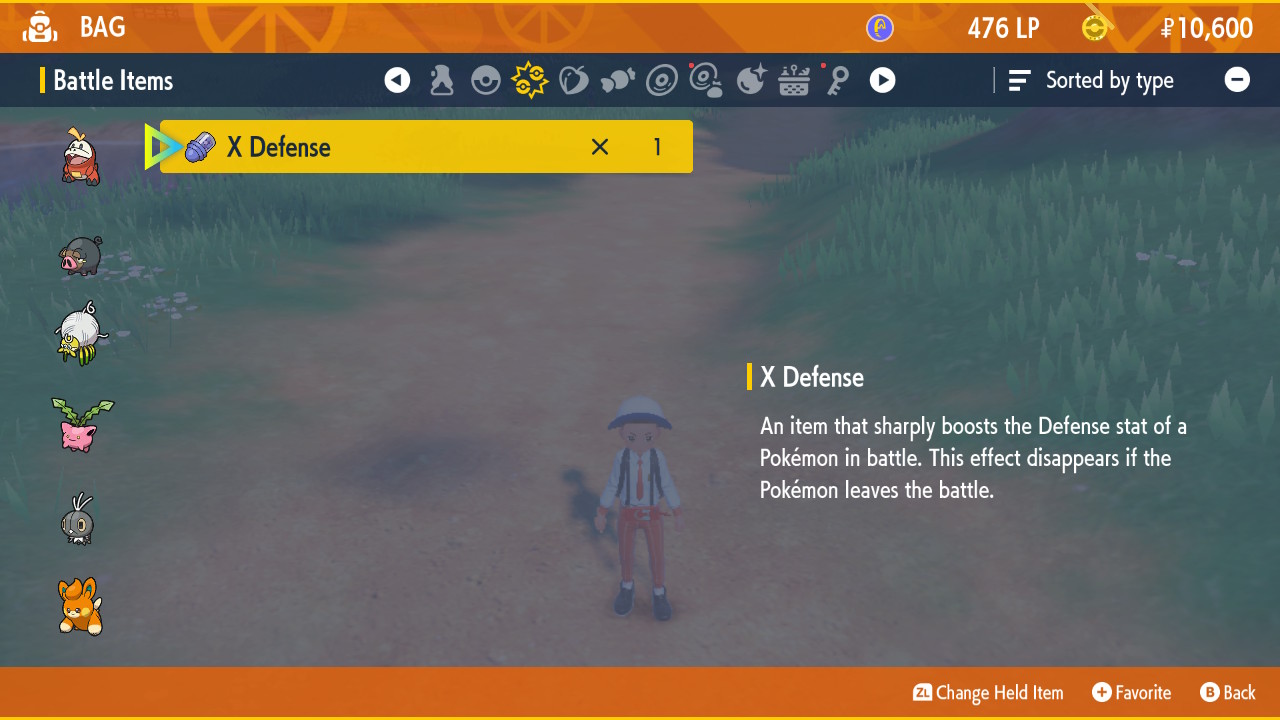 BAG
476 LP
₽10,600
Battle Items
Sorted by type
X Defense
× 1
X Defense
An item that sharply boosts the Defense stat of a
Pokémon in battle. This effect disappears if the
Pokémon leaves the battle.
ZL Change Held Item
+ Favorite
B Back